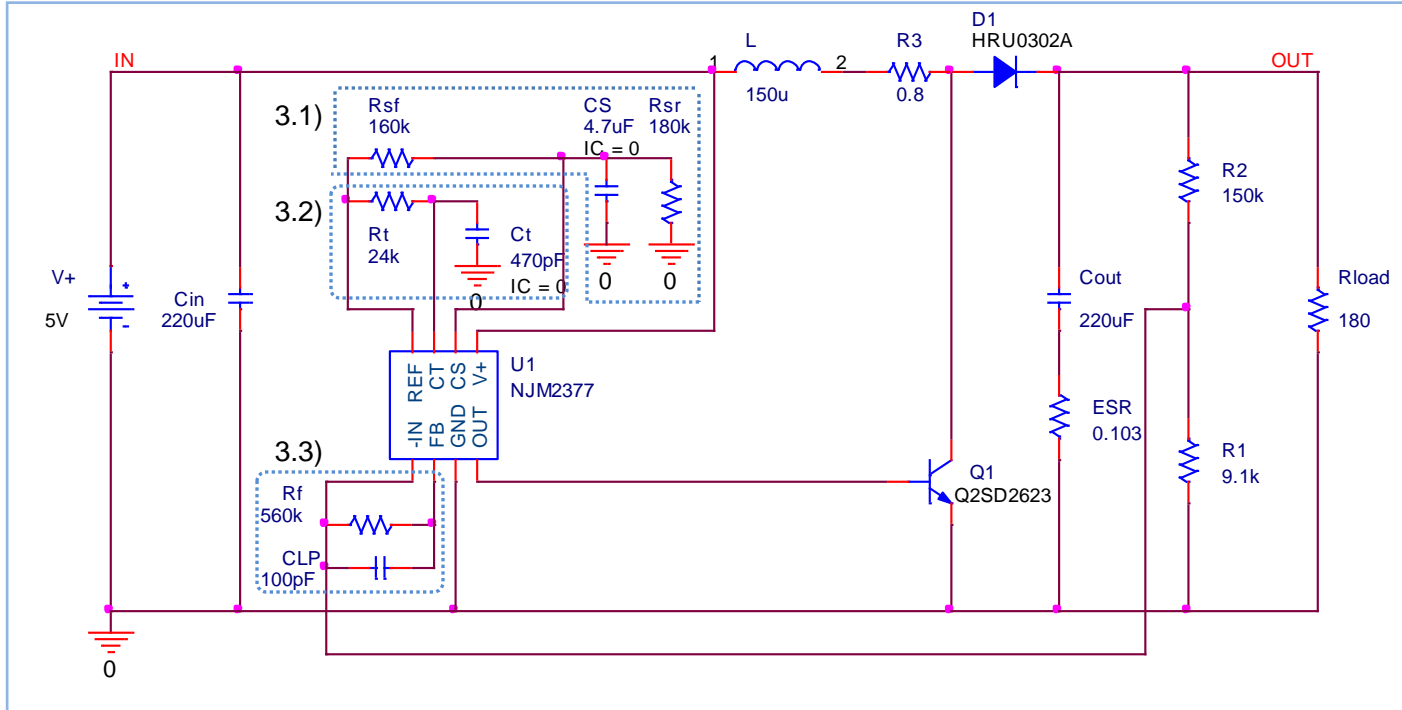 D1
HRU0302A
IN
L
R3
OUT
1
2
150u
0.8
3.1)
Rsf
160k
CS
4.7uF
IC = 0
Rsr
180k
R2
150k
3.2)
Rt
24k
Ct
470pF
IC = 0
0
0
0
V+
5V
Cin
220uF
Cout
220uF
Rload
180
REF
CT
CS
V+
U1
NJM2377
-IN
FB
GND
OUT
ESR
0.103
3.3)
Rf
560k
R1
9.1k
Q1
Q2SD2623
CLP
100pF
0